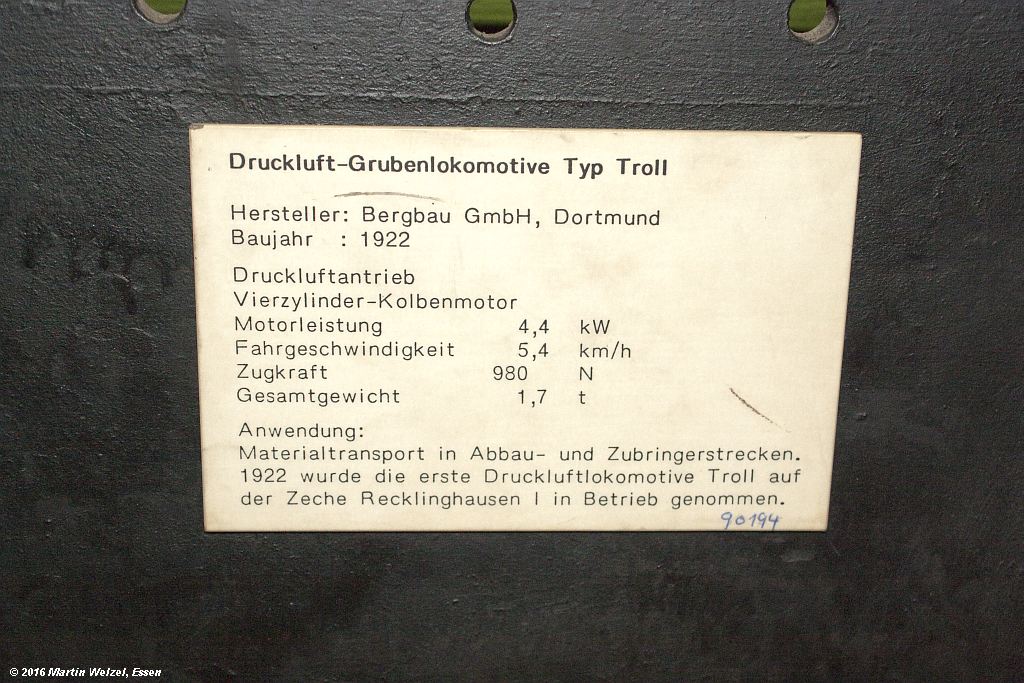 Druckluft-Grubenlokomotive Typ Troll
Hersteller: Bergbau GmbH, Dortmund
Baujahr : 1922
Druckluftantrieb
Vierzylinder-Kolbenmotor
Motorleistung 4,4 kW
Fahrgeschwindigkeit 5,4 km/h
Zugkraft 980 N
Gesamtgewicht 1,7 t
Anwendung:
Materialtransport in Abbau- und Zubringerstrecken.
1922 wurde die erste Druckluftlokomotive Troll auf
der Zeche Recklinghausen I in Betrieb genommen.
90194
© 2016 Martin Welzel, Essen